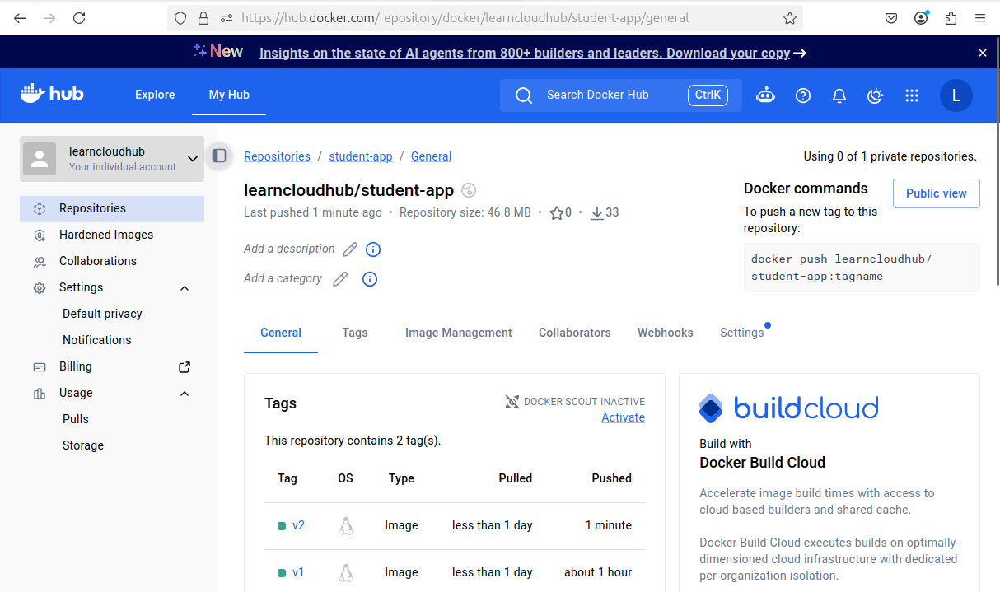 https://hub.docker.com/repository/docker/learncloudhub/student-app/general
New Insights on the state of AI agents from 800+ builders and leaders. Download your copy
hub
Explore
My Hub
Search Docker Hub
CtrlK
L
learncloudhub
Your individual account
Repositories
Hardened Images
Collaborations
Settings
Default privacy
Notifications
Billing
Usage
Pulls
Storage
Repositories / student-app / General
Using 0 of 1 private repositories.
learncloudhub/student-app
Last pushed 1 minute ago • Repository size: 46.8 MB • 0 • 33
Add a description
Add a category
Docker commands
Public view
To push a new tag to this
repository:
docker push learncloudhub/
student-app:tagname
General
Tags
Image Management
Collaborators
Webhooks
Settings
Tags
DOCKER SCOUT INACTIVE
Activate
This repository contains 2 tag(s).
Tag OS Type Pulled Pushed
v2 Image less than 1 day 1 minute
v1 Image less than 1 day about 1 hour
buildcloud
Build with
Docker Build Cloud
Accelerate image build times with access to
cloud-based builders and shared cache.
Docker Build Cloud executes builds on optimally-
dimensioned cloud infrastructure with dedicated
per-organization isolation.